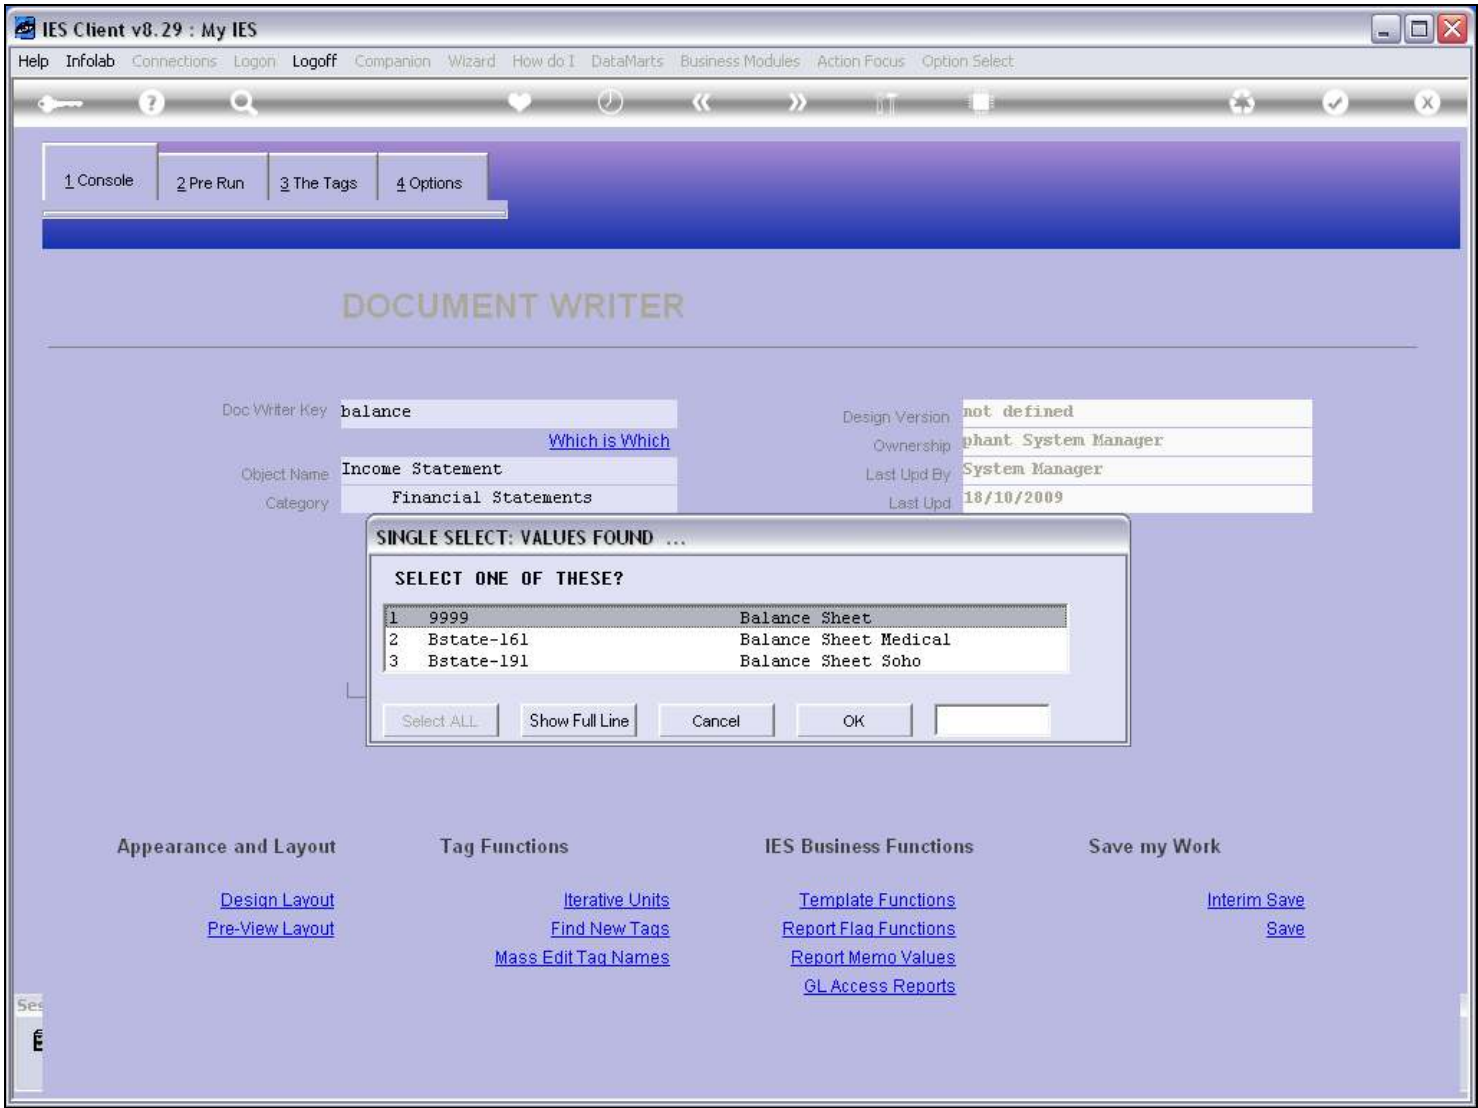 IES Client v8.29 : My IES
Help Infolab Connections Logon Logoff Companion Wizard How do I DataMarts Business Modules Action Focus Option Select
1 Console
2 Pre Run
3 The Tags
4 Options
DOCUMENT WRITER
Doc Writer Key balance
Which is Which
Object Name Income Statement
Category Financial Statements
Design Version not defined
Ownership phant System Manager
Last Upd By System Manager
Last Upd 18/10/2009
SINGLE SELECT: VALUES FOUND ...
SELECT ONE OF THESE?
1 9999 Balance Sheet
2 Bstate-161 Balance Sheet Medical
3 Bstate-191 Balance Sheet Soho
Select ALL Show Full Line Cancel OK
Appearance and Layout
Design Layout
Pre-View Layout
Tag Functions
Iterative Units
Find New Tags
Mass Edit Tag Names
IES Business Functions
Template Functions
Report Flag Functions
Report Memo Values
GL Access Reports
Save my Work
Interim Save
Save
Ses